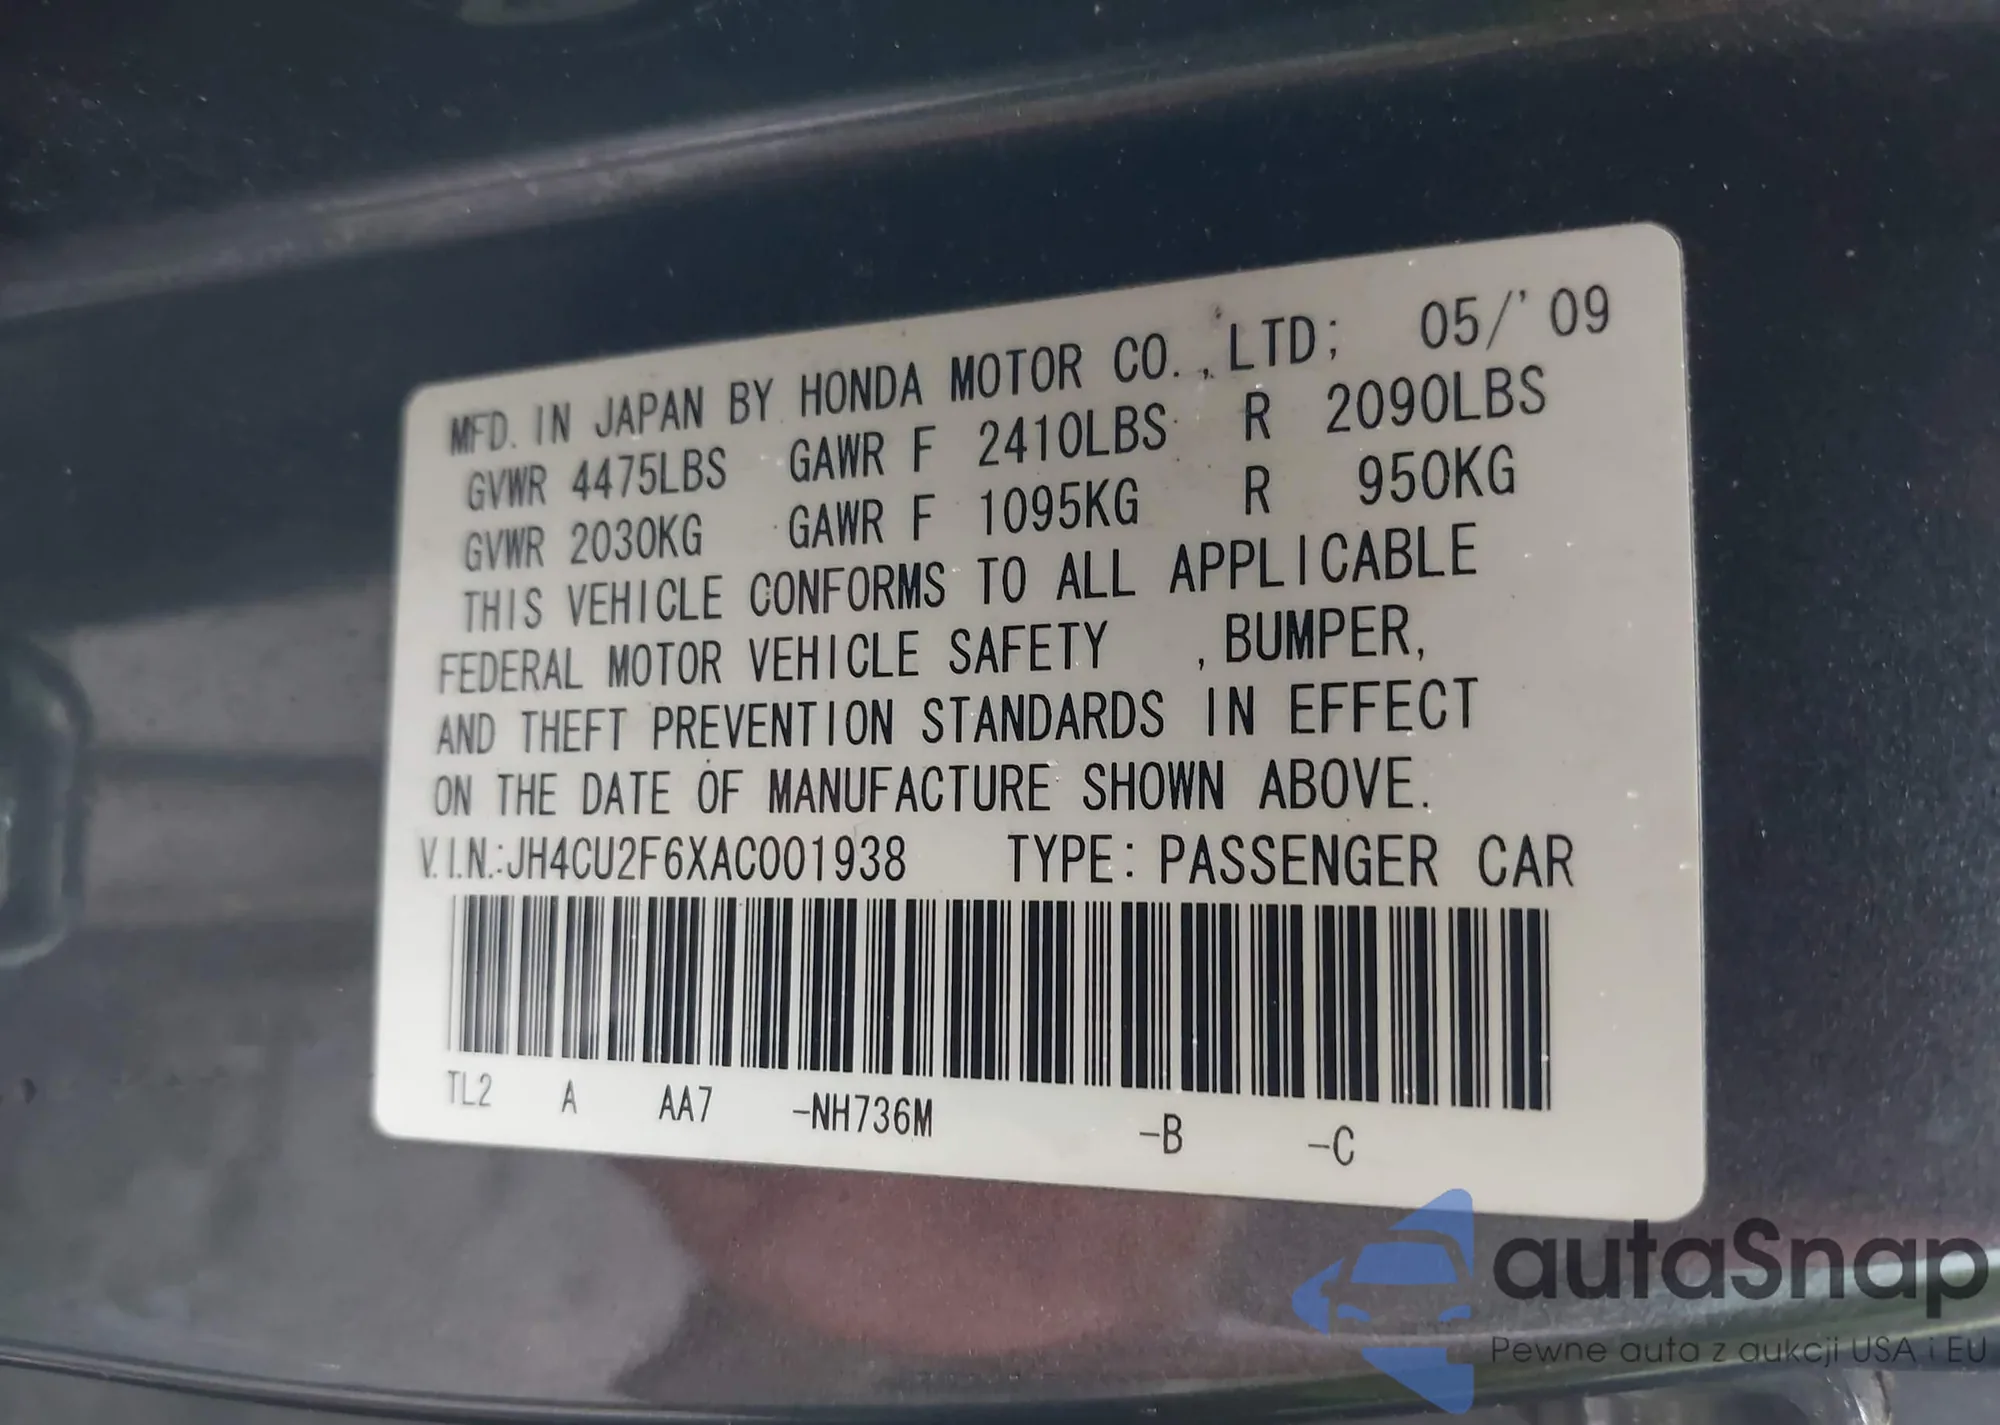 MFD. IN JAPAN BY HONDA MOTOR CO., LTD; 05/'09
GVWR 4475LBS GAWR F 2410LBS R 2090LBS
GVWR 2030KG GAWR F 1095KG R 950KG
THIS VEHICLE CONFORMS TO ALL APPLICABLE
FEDERAL MOTOR VEHICLE SAFETY , BUMPER,
AND THEFT PREVENTION STANDARDS IN EFFECT
ON THE DATE OF MANUFACTURE SHOWN ABOVE.
V.I.N.:JH4CU2F6XAC001938 TYPE: PASSENGER CAR
TL2 A AA7 -NH736M -B -C
autaSnap
Pewne auta z aukcji USA i EU